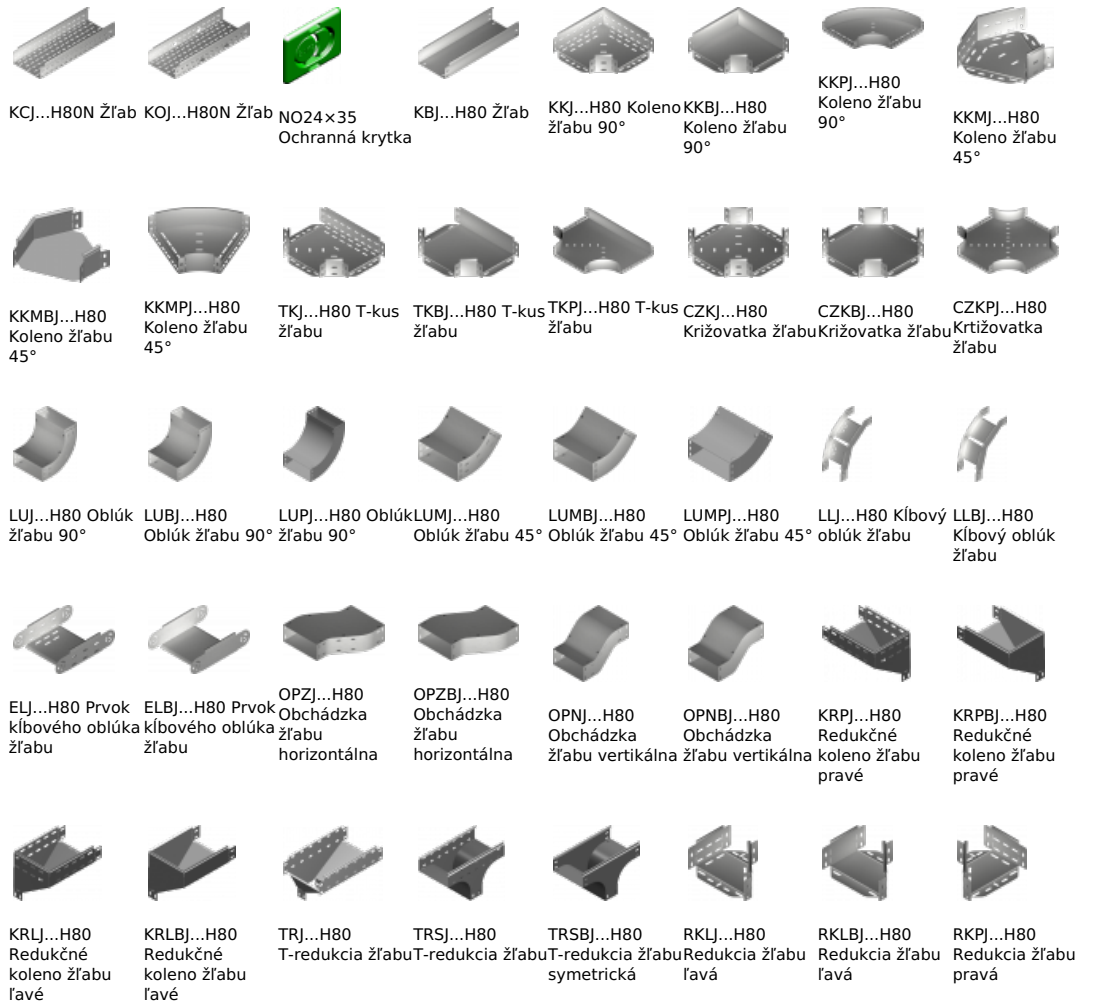 KCJ...H80N Žľab
KOJ...H80N Žľab
NO24×35
Ochranná krytka
KBJ...H80 Žľab
KKJ...H80 Koleno
žľabu 90°
KKBJ...H80
Koleno žľabu
90°
KKPJ...H80
Koleno žľabu
90°
KKMJ...H80
Koleno žľabu
45°
KKMBJ...H80
Koleno žľabu
45°
KKMPJ...H80
Koleno žľabu
45°
TKJ...H80 T-kus
žľabu
TKBJ...H80 T-kus
žľabu
TKPJ...H80 T-kus
žľabu
CZKJ...H80
Križovatka žľabu
CZKBJ...H80
Križovatka žľabu
CZKPJ...H80
Krtižovatka
žľabu
LUJ...H80 Oblúk
žľabu 90°
LUBJ...H80
Oblúk žľabu 90°
LUPJ...H80 Oblúk
žľabu 90°
LUMJ...H80
Oblúk žľabu 45°
LUMBJ...H80
Oblúk žľabu 45°
LUMPJ...H80
Oblúk žľabu 45°
LLJ...H80 Kĺbový
oblúk žľabu
LLBJ...H80
Kĺbový oblúk
žľabu
ELJ...H80 Prvok
kĺbového oblúka
žľabu
ELBJ...H80 Prvok
kĺbového oblúka
žľabu
OPZJ...H80
Obchádzka
žľabu
horizontálna
OPZBJ...H80
Obchádzka
žľabu
horizontálna
OPNJ...H80
Obchádzka
žľabu vertikálna
OPNBJ...H80
Obchádzka
žľabu vertikálna
KRPJ...H80
Redukčné
koleno žľabu
pravé
KRPBJ...H80
Redukčné
koleno žľabu
pravé
KRLJ...H80
Redukčné
koleno žľabu
ľavé
KRLBJ...H80
Redukčné
koleno žľabu
ľavé
TRJ...H80
T-redukcia žľabu
TRSJ...H80
T-redukcia žľabu
TRSBJ...H80
T-redukcia žľabu
symetrická
RKLJ...H80
Redukcia žľabu
ľavá
RKLBJ...H80
Redukcia žľabu
ľavá
RKPJ...H80
Redukcia žľabu
pravá